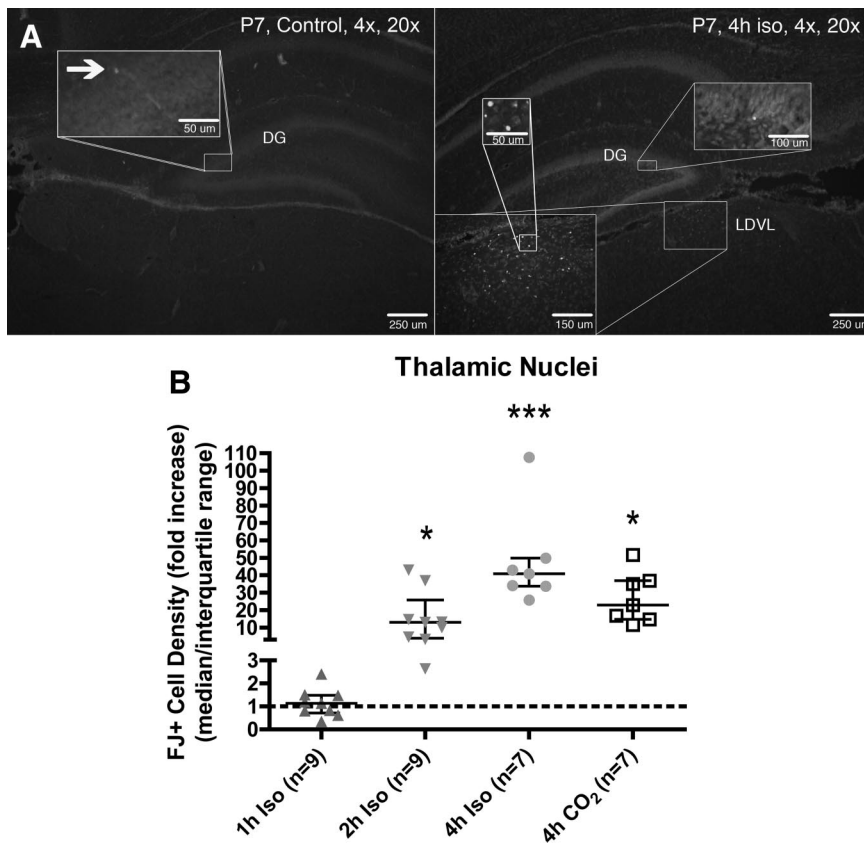 A
P7, Control, 4x, 20x
50 um
DG
250 um
P7, 4h iso, 4x, 20x
50 um
100 um
DG
LDVL
150 um
250 um
B
Thalamic Nuclei
FJ+ Cell Density (fold increase)
(median/interquartile range)
110
100
90
80
70
60
50
40
30
20
10
3
2
1
0
*
***
*
1h Iso (n=9)
2h Iso (n=9)
4h Iso (n=7)
4h CO₂ (n=7)